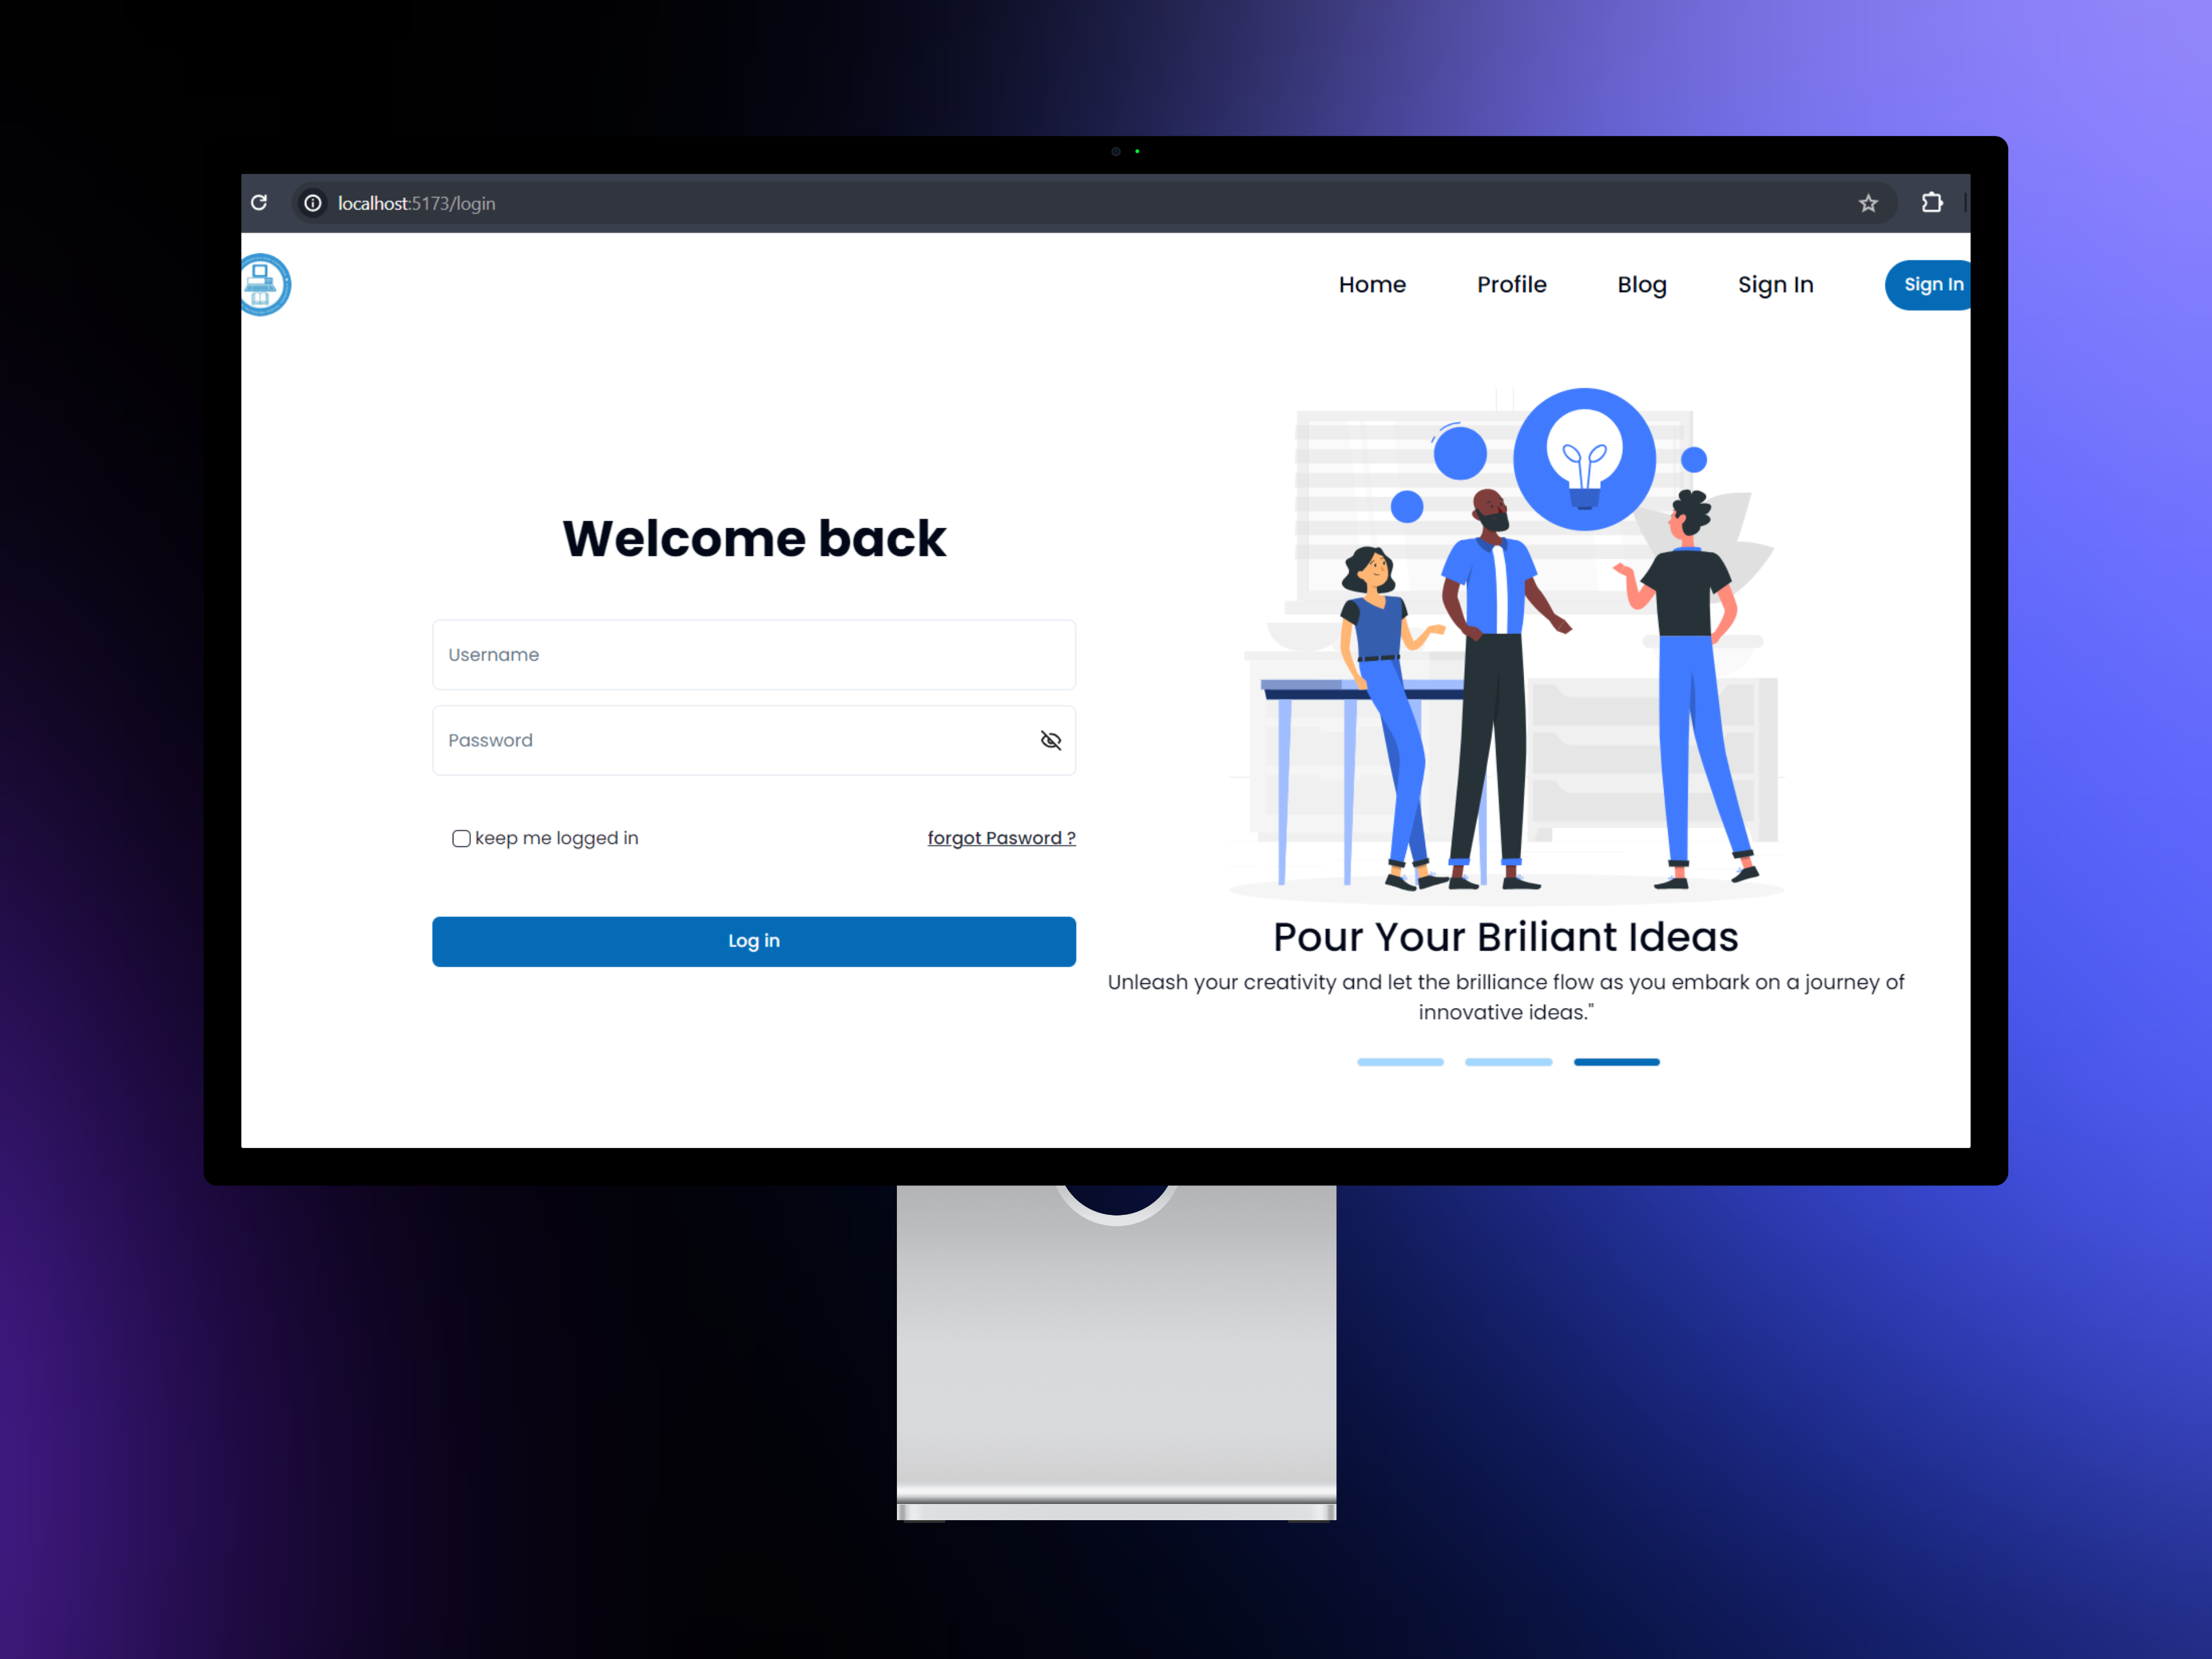 localhost:5173/login
Home Profile Blog Sign In Sign In
Welcome back
Username
Password
keep me logged in forgot Pasword ?
Log in
Pour Your Briliant Ideas
Unleash your creativity and let the brilliance flow as you embark on a journey of
innovative ideas."